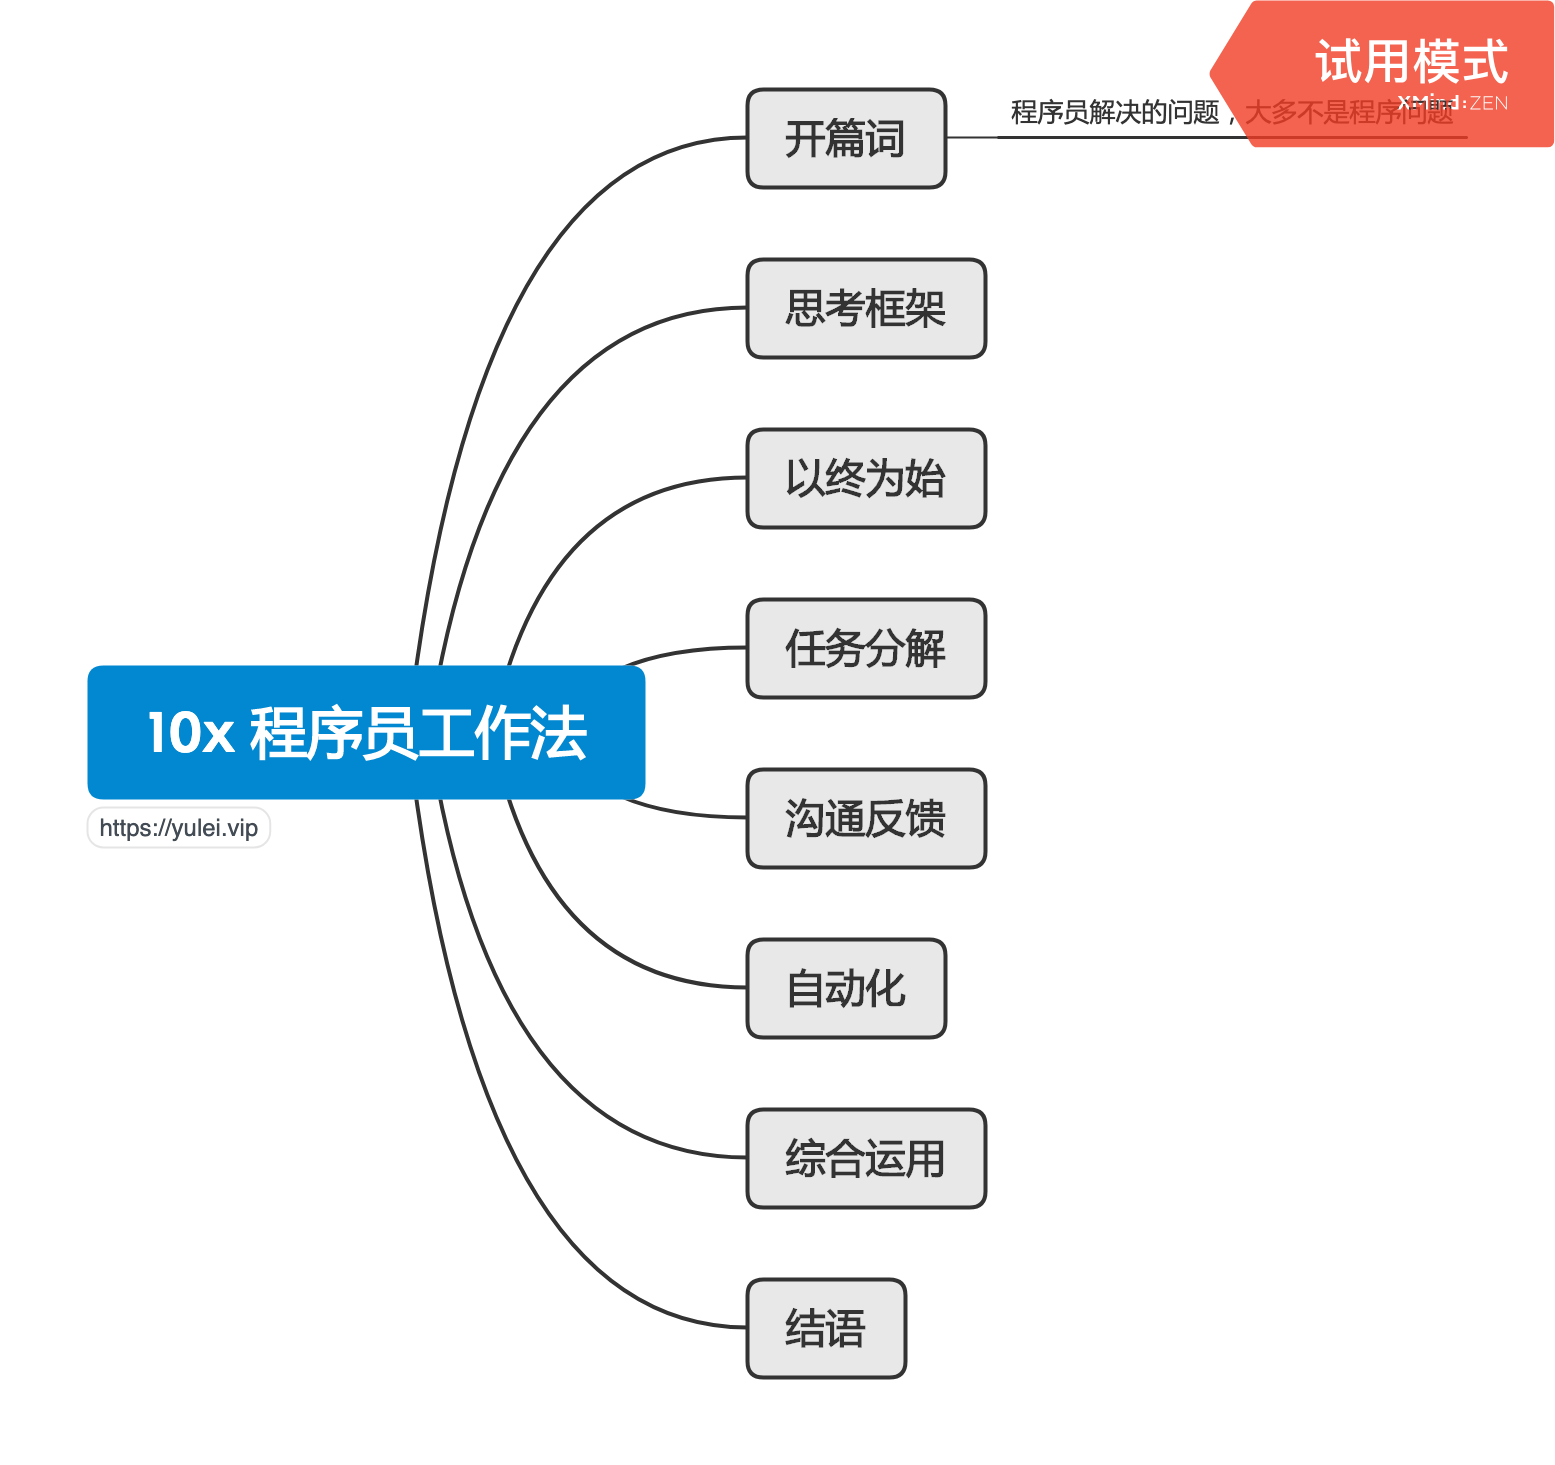 试用模式
XMind:ZEN
程序员解决的问题，大多不是程序问题
开篇词
思考框架
以终为始
任务分解
10x 程序员工作法
https://yulei.vip
沟通反馈
自动化
综合运用
结语